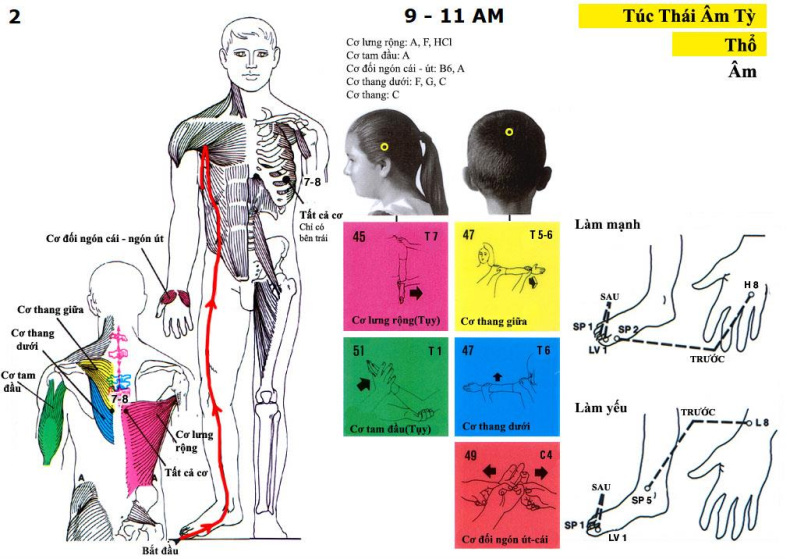 2
9 - 11 AM
Túc Thái Âm Tỳ
Thổ
Âm
Cơ lưng rộng: A, F, HCl
Cơ tam đầu: A
Cơ đối ngón cái - út: B6, A
Cơ thang dưới: F, G, C
Cơ thang: C
7-8
Tất cả cơ
Chỉ có
bên trái
Cơ đối ngón cái - ngón út
Cơ thang giữa
Cơ thang
dưới
Cơ tam
đầu
7-8
Cơ lưng
rộng
Tất cả cơ
A
A
Bắt đầu
45 T 7
Cơ lưng rộng(Tụy)
47 T 5-6
Cơ thang giữa
51 T 1
Cơ tam đầu(Tụy)
47 T 6
Cơ thang dưới
49 C4
Cơ đối ngón út-cái
Làm mạnh
SAU
SP 1
SP 2
LV 1
H 8
TRƯỚC
Làm yếu
TRƯỚC
L 8
SAU
SP 5
SP 1
LV 1